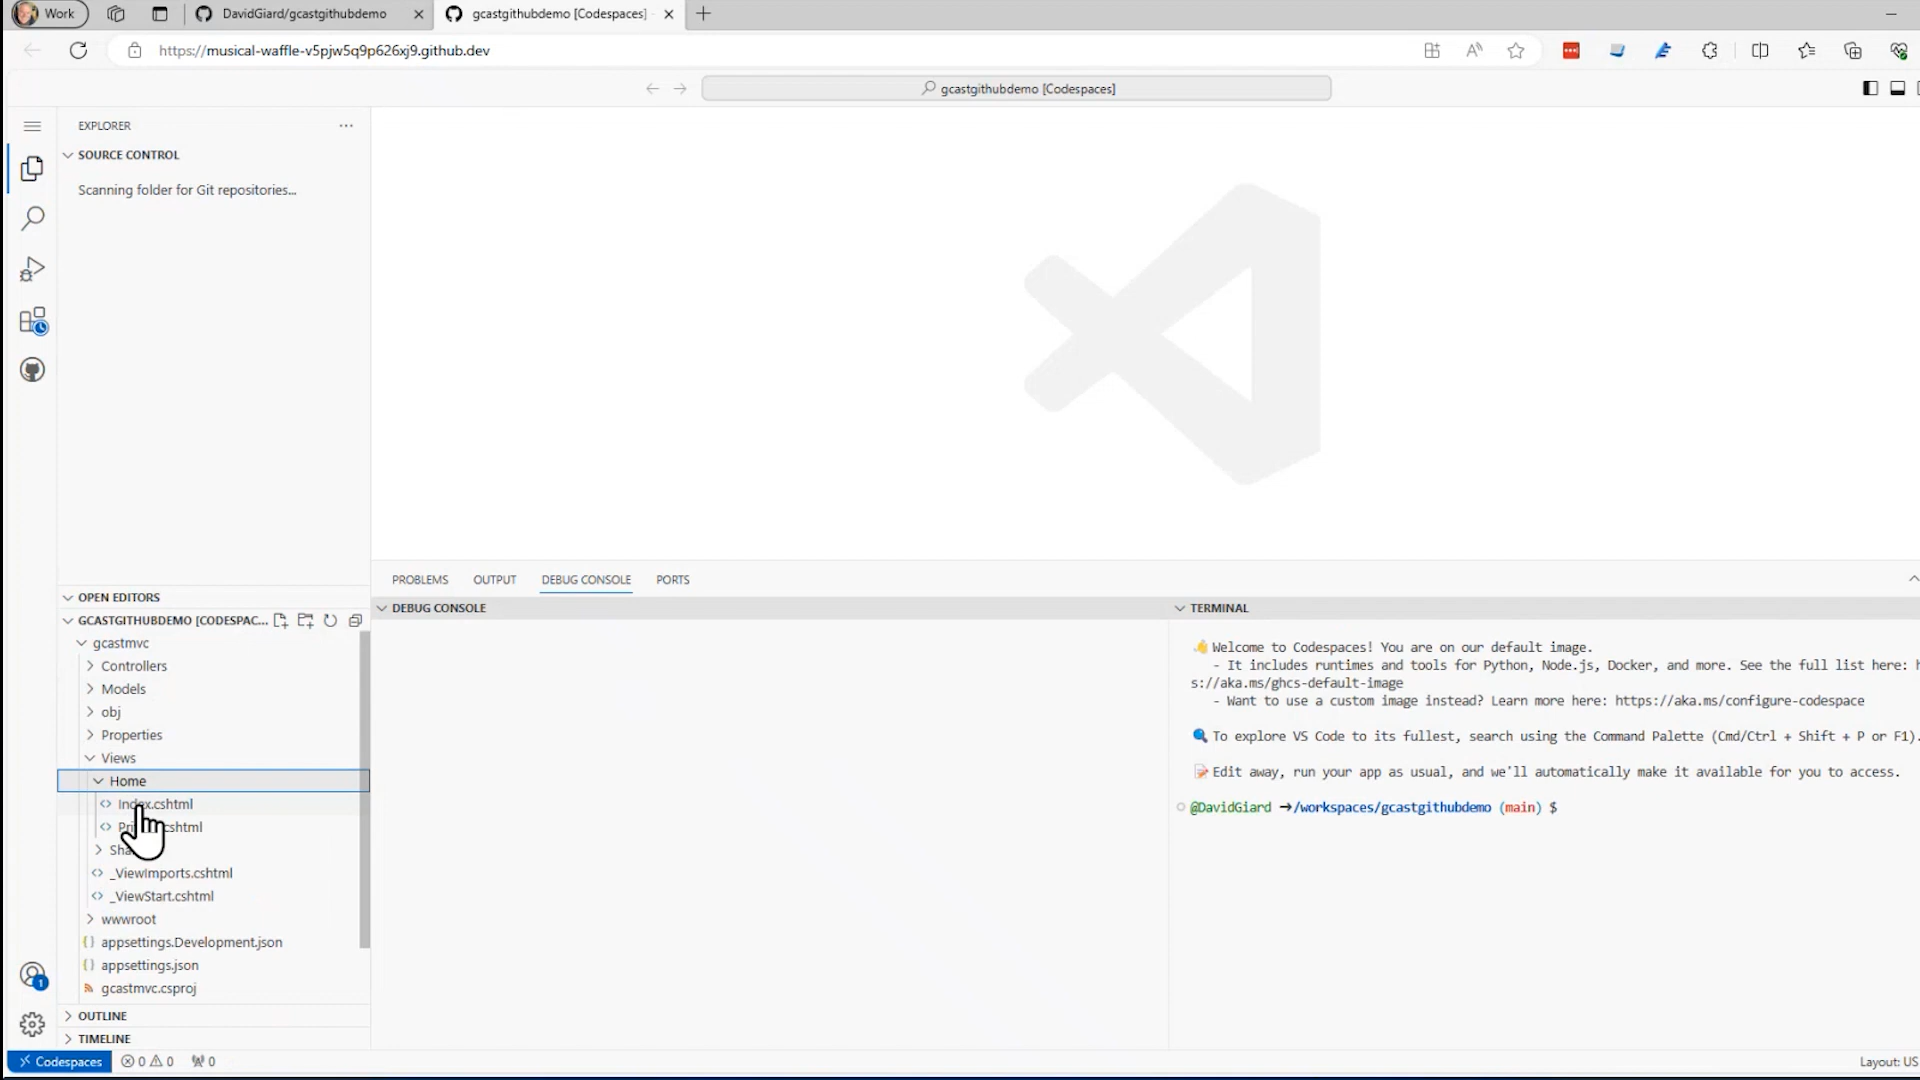 Work
DavidGiard/gcastgithubdemo
gcastgithubdemo [Codespaces]
https://musical-waffle-v5pjw5q9p626xj9.github.dev
gcastgithubdemo [Codespaces]
EXPLORER
SOURCE CONTROL
Scanning folder for Git repositories...
OPEN EDITORS
GCASTGITHUBDEMO [CODESPAC...
gcastmvc
Controllers
Models
obj
Properties
Views
Home
Index.cshtml
cshtml
_ViewImports.cshtml
_ViewStart.cshtml
wwwroot
appsettings.Development.json
appsettings.json
gcastmvc.csproj
OUTLINE
TIMELINE
PROBLEMS OUTPUT DEBUG CONSOLE PORTS
DEBUG CONSOLE
TERMINAL
👋 Welcome to Codespaces! You are on our default image.
- It includes runtimes and tools for Python, Node.js, Docker, and more. See the full list here: h
s://aka.ms/ghcs-default-image
- Want to use a custom image instead? Learn more here: https://aka.ms/configure-codespace
🔍 To explore VS Code to its fullest, search using the Command Palette (Cmd/Ctrl + Shift + P or F1).
📝 Edit away, run your app as usual, and we'll automatically make it available for you to access.
@DavidGiard ➜/workspaces/gcastgithubdemo (main) $
1
Codespaces 0 0 0
Layout: US